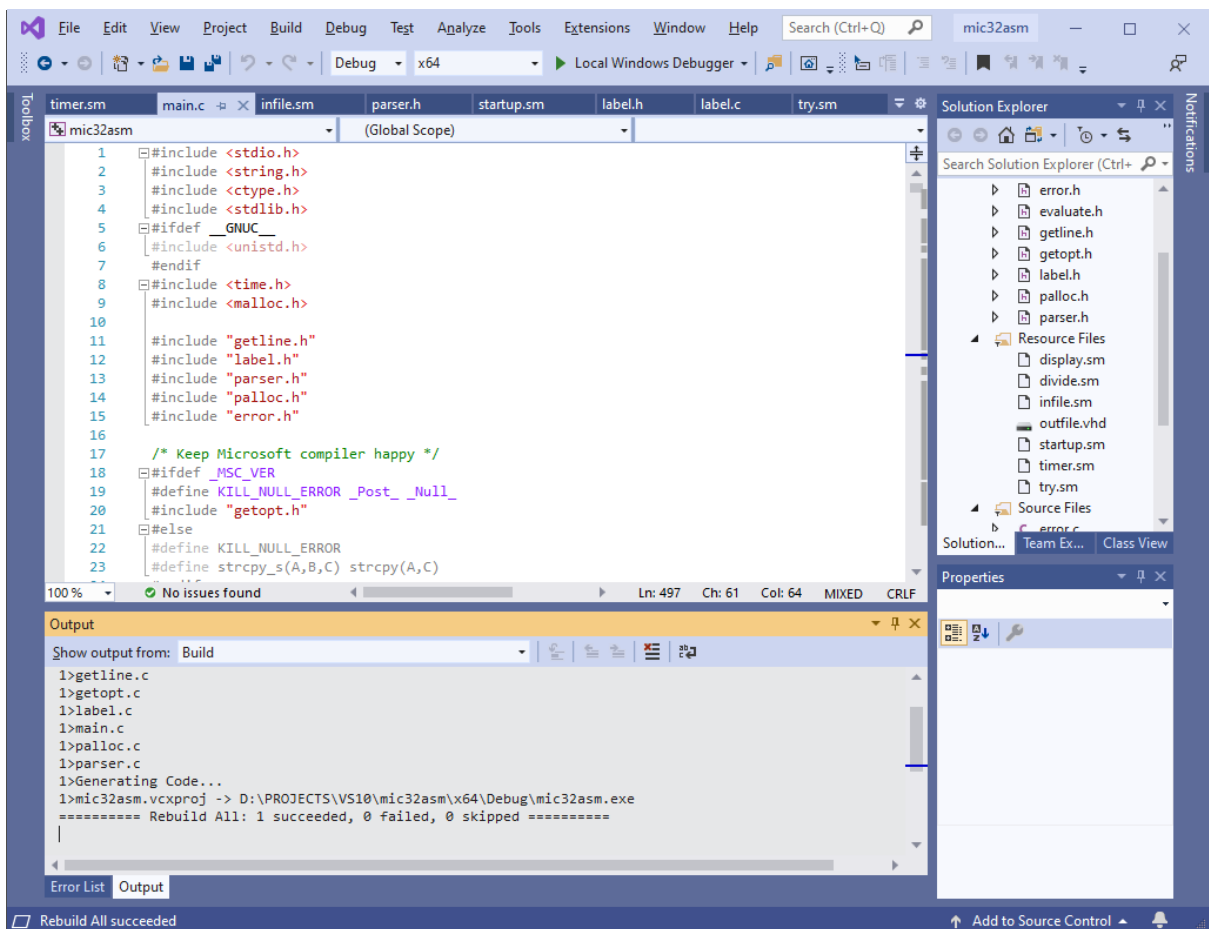 File Edit View Project Build Debug Test Analyze Tools Extensions Window Help Search (Ctrl+Q) mic32asm
Debug x64 Local Windows Debugger
Toolbox
timer.sm main.c infile.sm parser.h startup.sm label.h label.c try.sm
mic32asm (Global Scope)
1 #include <stdio.h>
2 #include <string.h>
3 #include <ctype.h>
4 #include <stdlib.h>
5 #ifdef __GNUC__
6 #include <unistd.h>
7 #endif
8 #include <time.h>
9 #include <malloc.h>
10
11 #include "getline.h"
12 #include "label.h"
13 #include "parser.h"
14 #include "palloc.h"
15 #include "error.h"
16
17 /* Keep Microsoft compiler happy */
18 #ifdef _MSC_VER
19 #define KILL_NULL_ERROR _Post_ _Null_
20 #include "getopt.h"
21 #else
22 #define KILL_NULL_ERROR
23 #define strcpy_s(A,B,C) strcpy(A,C)
100 % No issues found Ln: 497 Ch: 61 Col: 64 MIXED CRLF
Output
Show output from: Build
1>getline.c
1>getopt.c
1>label.c
1>main.c
1>palloc.c
1>parser.c
1>Generating Code...
1>mic32asm.vcxproj -> D:\PROJECTS\VS10\mic32asm\x64\Debug\mic32asm.exe
========== Rebuild All: 1 succeeded, 0 failed, 0 skipped ==========
Error List Output
Solution Explorer
Search Solution Explorer (Ctrl+
error.h
evaluate.h
getline.h
getopt.h
label.h
palloc.h
parser.h
Resource Files
display.sm
divide.sm
infile.sm
outfile.vhd
startup.sm
timer.sm
try.sm
Source Files
error.c
Solution... Team Ex... Class View
Properties
Notifications
Rebuild All succeeded Add to Source Control